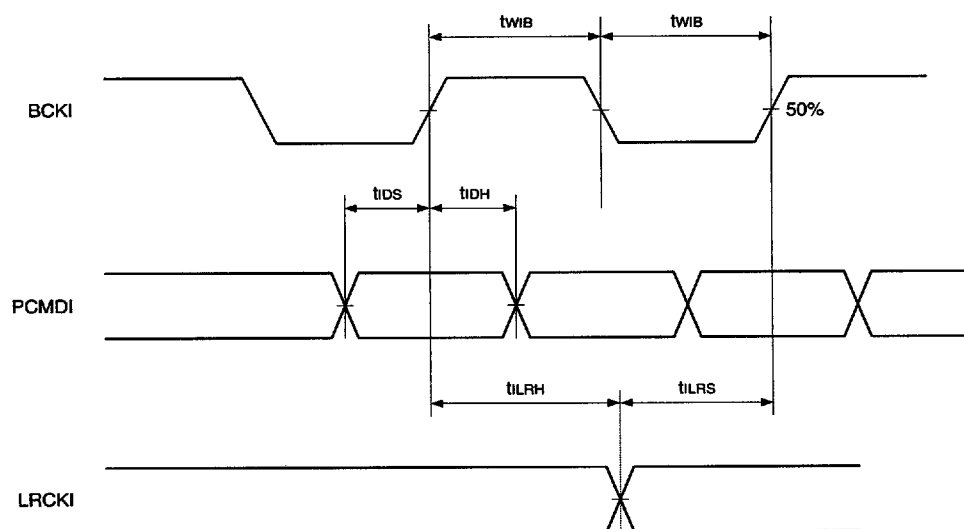 tWIB tWIB
BCKI
50%
tIDS tIDH
PCMDI
tILRH tILRS
LRCKI